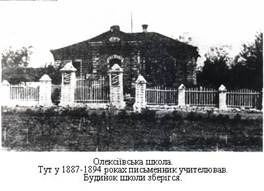 Олексіївська школа.
Тут у 1887-1894 роках письменник учителював.
Будинок школи зберігся.